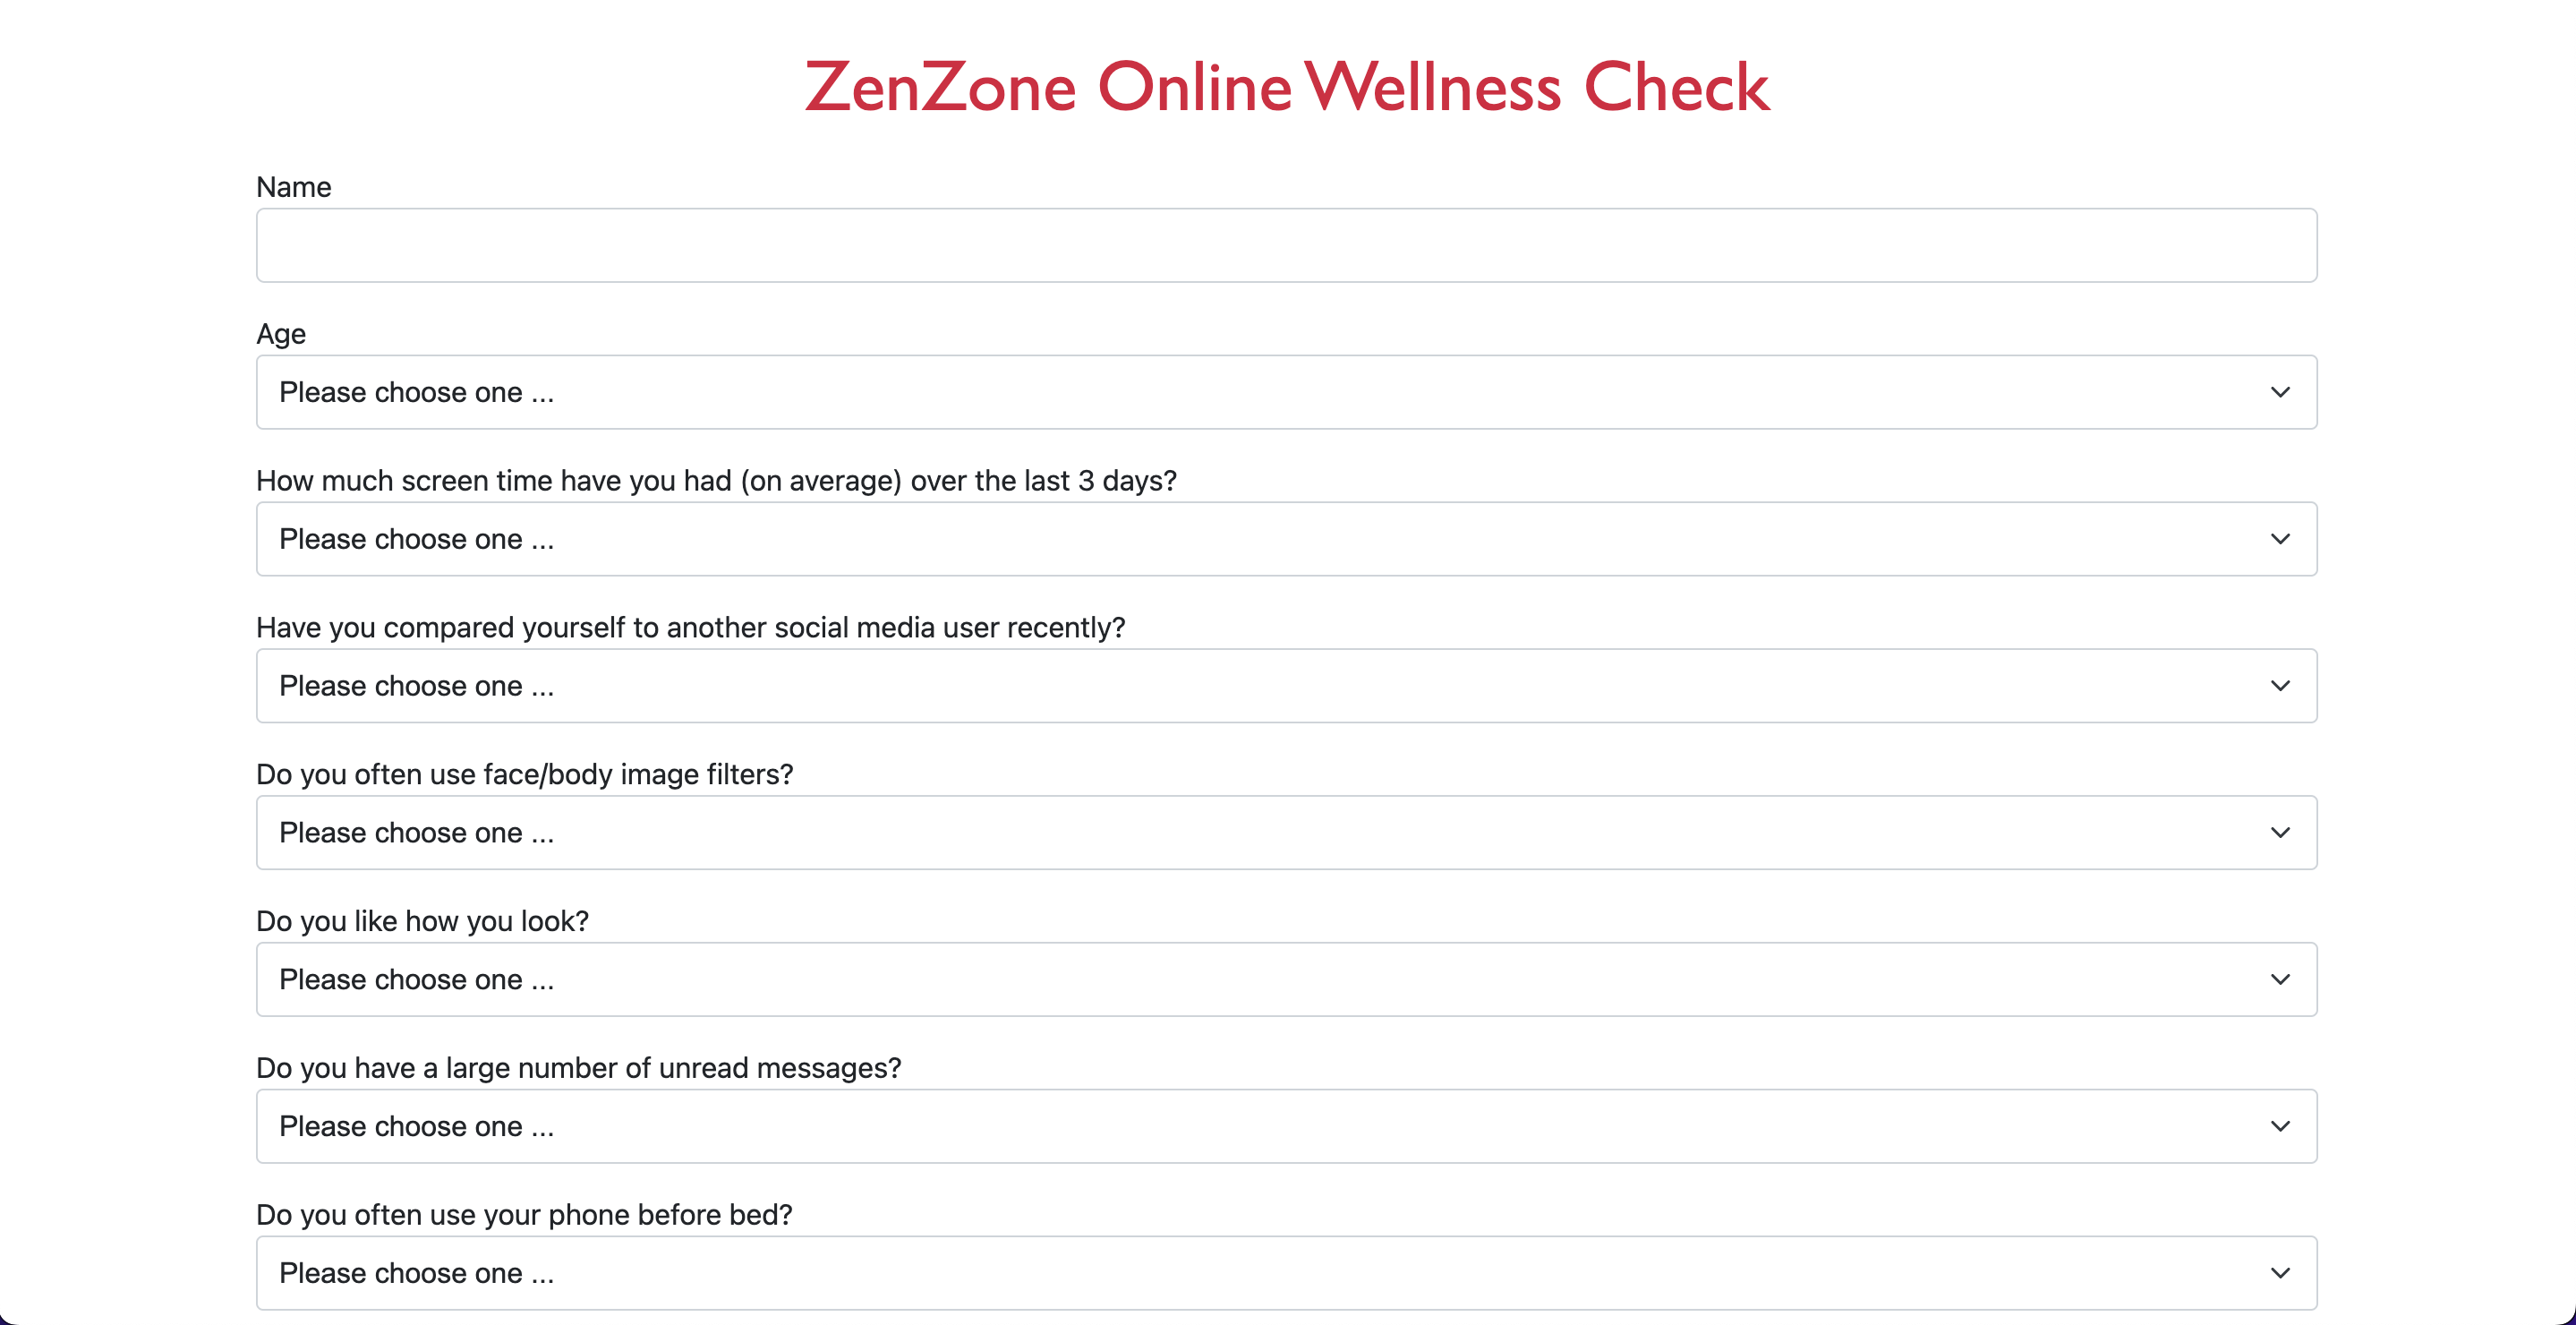 ZenZone Online Wellness Check
Name
Age
Please choose one ...
How much screen time have you had (on average) over the last 3 days?
Please choose one ...
Have you compared yourself to another social media user recently?
Please choose one ...
Do you often use face/body image filters?
Please choose one ...
Do you like how you look?
Please choose one ...
Do you have a large number of unread messages?
Please choose one ...
Do you often use your phone before bed?
Please choose one ...